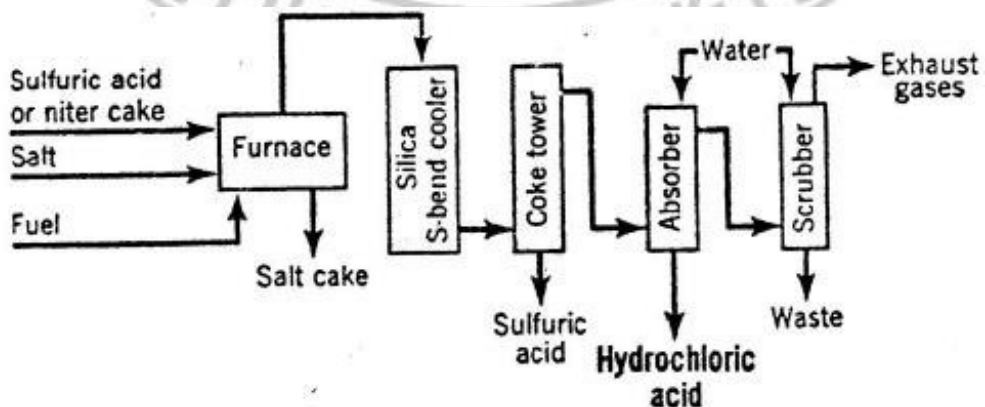 Sulfuric acid
or niter cake
Salt
Fuel
Furnace
Salt cake
Silica
S-bend cooler
Coke tower
Sulfuric
acid
Water
Absorber
Hydrochloric
acid
Scrubber
Exhaust
gases
Waste